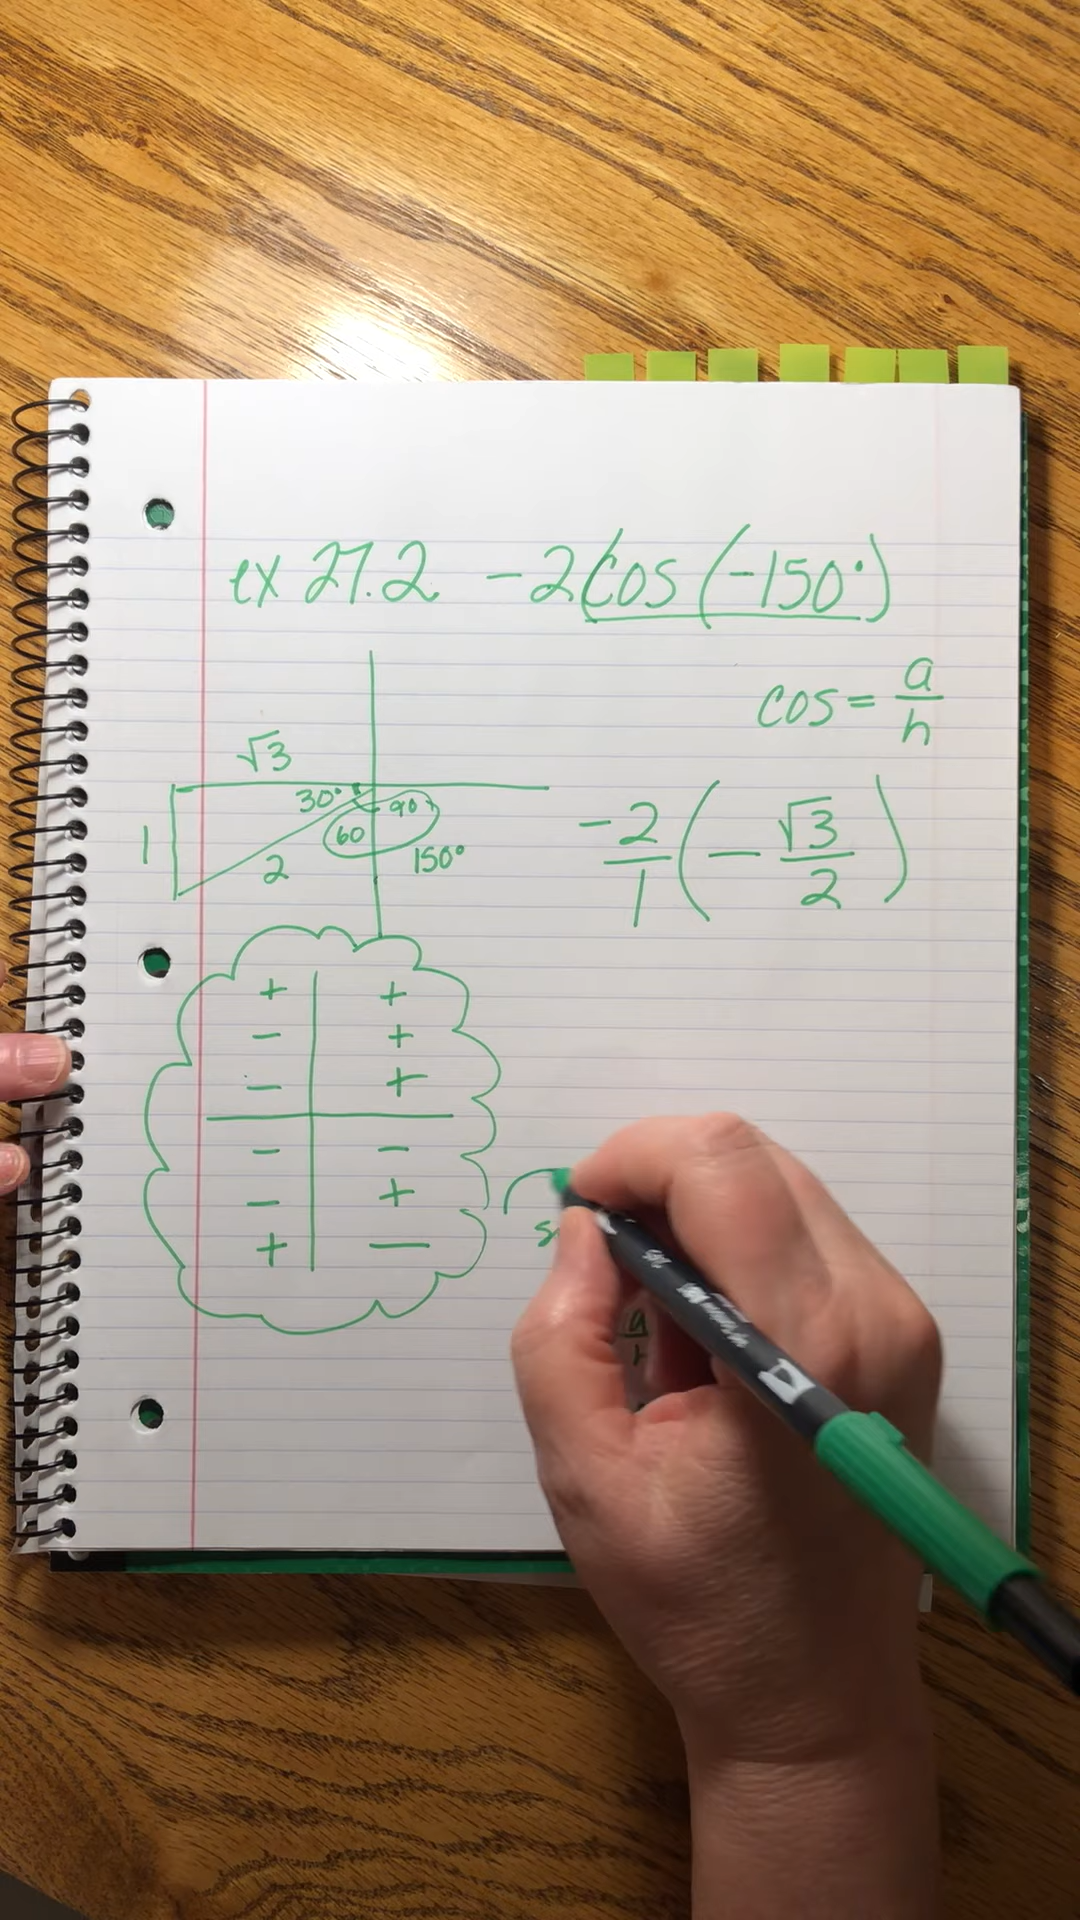 ex 27.2 -2cos(-150°)
cos = a/h
√3
30° 90
1 60
2 150°
-2/1 (-√3/2)
+ | +
- | +
- | +
- | -
- | +
+ | -
a